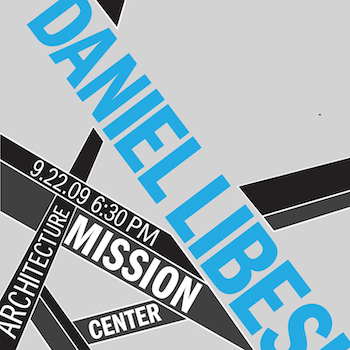 DANIEL LIBES
9.22.09 6:30 PM
MISSION
ARCHITECTURE
CENTER